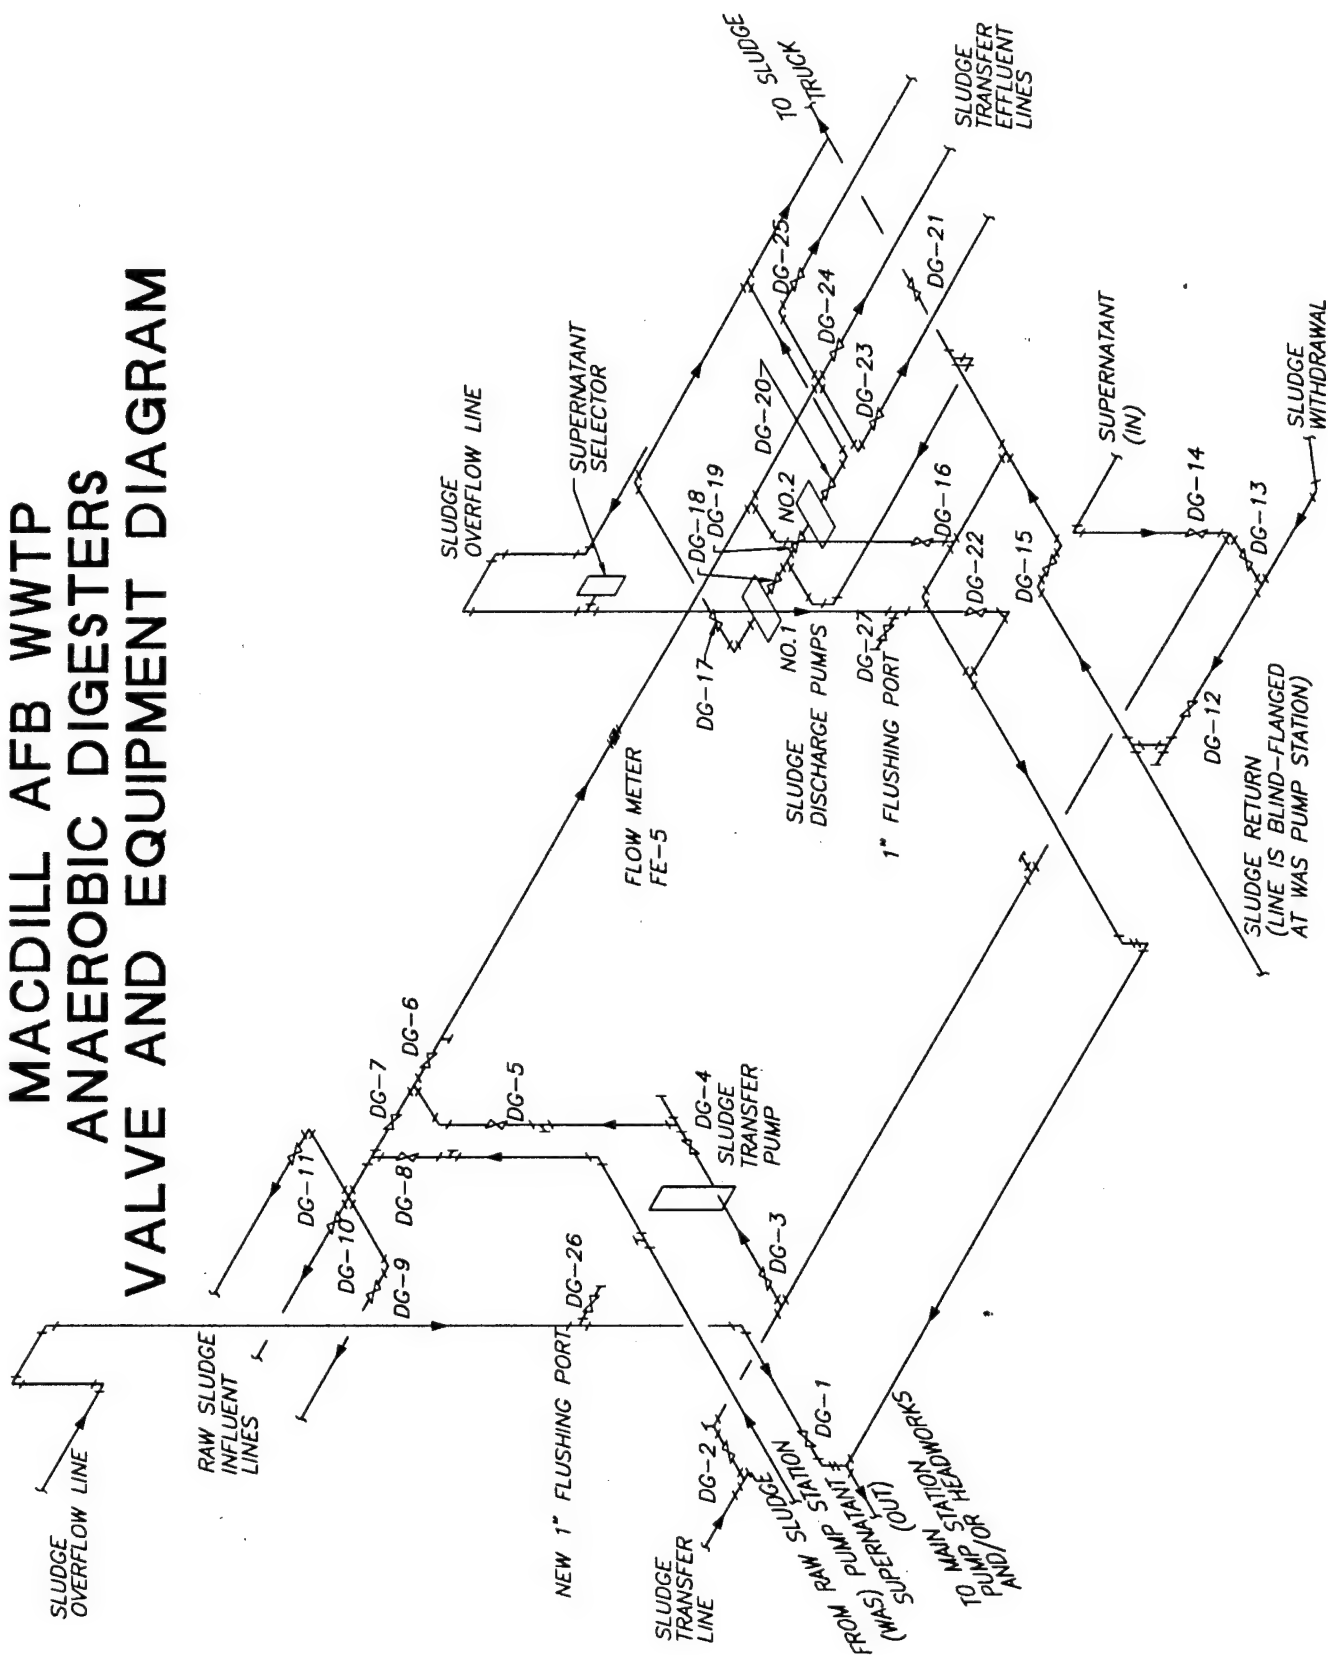 MACDILL AFB WWTP
ANAEROBIC DIGESTERS
VALVE AND EQUIPMENT DIAGRAM
SLUDGE
OVERFLOW LINE
RAW SLUDGE
INFLUENT
LINES
NEW 1" FLUSHING PORT
SLUDGE
TRANSFER
LINE
SLUDGE
FROM RAW SLUDGE
(WAS) PUMP STATION
SUPERNATANT
(OUT)
TO MAIN STATION
PUMP STATION
AND/OR HEADWORKS
DG-1
DG-2
DG-3
DG-4
SLUDGE
TRANSFER
PUMP
DG-5
DG-6
DG-7
DG-8
DG-9
DG-10
DG-11
DG-26
FLOW METER
FE-5
SLUDGE
OVERFLOW LINE
SUPERNATANT
SELECTOR
DG-17
DG-18
DG-19
DG-20
NO.1
NO.2
SLUDGE
DISCHARGE PUMPS
DG-27
1" FLUSHING PORT
DG-22
DG-16
DG-15
DG-23
DG-24
DG-25
DG-21
TO SLUDGE
TRUCK
SLUDGE
TRANSFER
EFFLUENT
LINES
SUPERNATANT
(IN)
DG-14
DG-13
DG-12
SLUDGE
WITHDRAWAL
SLUDGE RETURN
(LINE IS BLIND-FLANGED
AT WAS PUMP STATION)